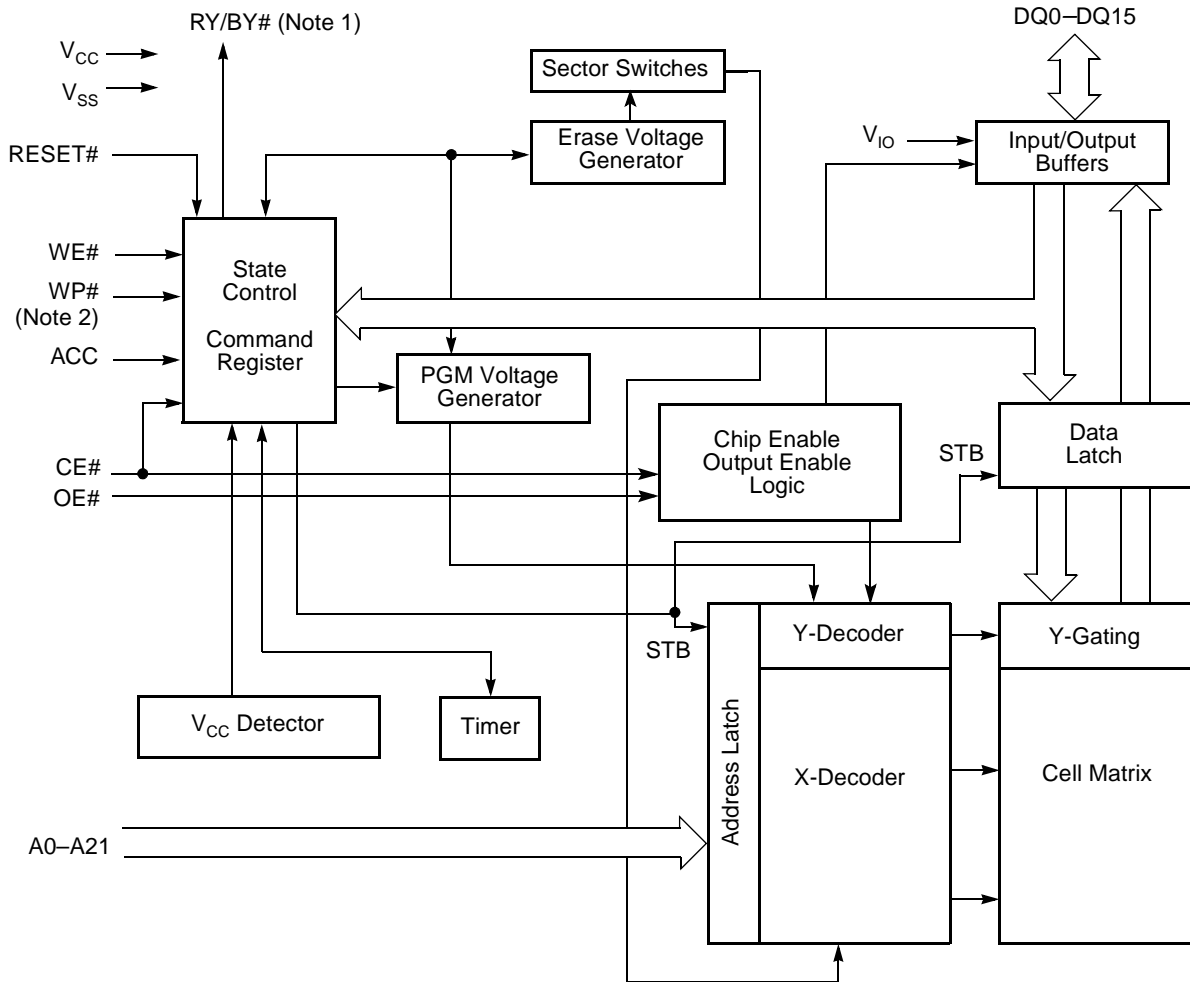 RY/BY# (Note 1)
DQ0–DQ15
VCC
VSS
Sector Switches
Erase Voltage
Generator
VIO
Input/Output
Buffers
RESET#
WE#
WP#
(Note 2)
ACC
CE#
OE#
State
Control
Command
Register
PGM Voltage
Generator
Chip Enable
Output Enable
Logic
STB
Data
Latch
STB
Y-Decoder
Y-Gating
VCC Detector
Timer
Address Latch
X-Decoder
Cell Matrix
A0–A21